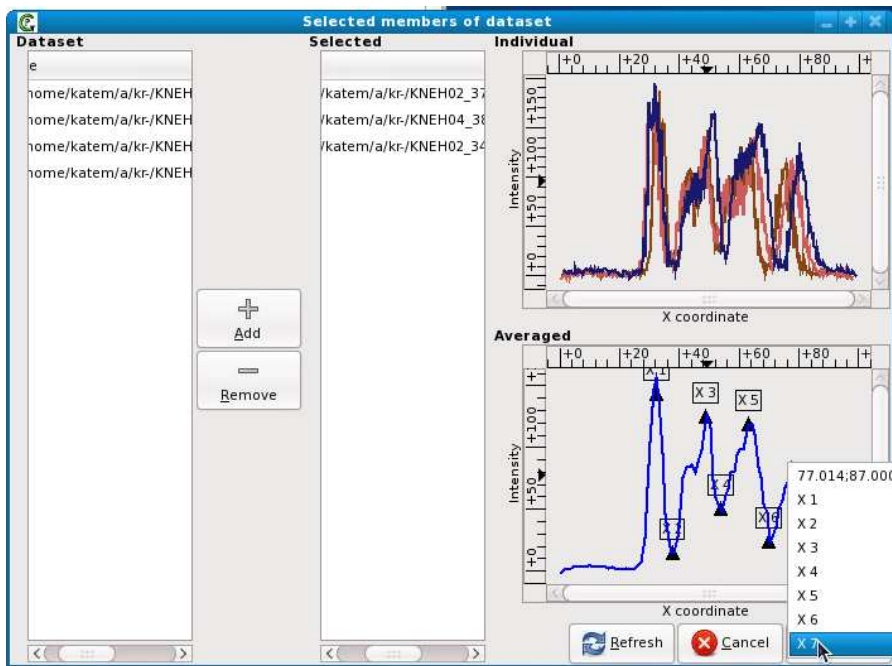 Selected members of dataset
Dataset
e
home/katem/a/kr-/KNEH
home/katem/a/kr-/KNEH
home/katem/a/kr-/KNEH
home/katem/a/kr-/KNEH
Add
Remove
Selected
/katem/a/kr-/KNEH02_37
/katem/a/kr-/KNEH04_38
/katem/a/kr-/KNEH02_34
Individual
+0 +20 +40 +60 +80 +
+150
+100
+50
+0
Intensity
X coordinate
Averaged
+0 +20 +40 +60 +80 +
+
+100
+50
+0
Intensity
X 1
X 2
X 3
X 4
X 5
X 6
X coordinate
77.014;87.000
X 1
X 2
X 3
X 4
X 5
X 6
X 7
Refresh
Cancel